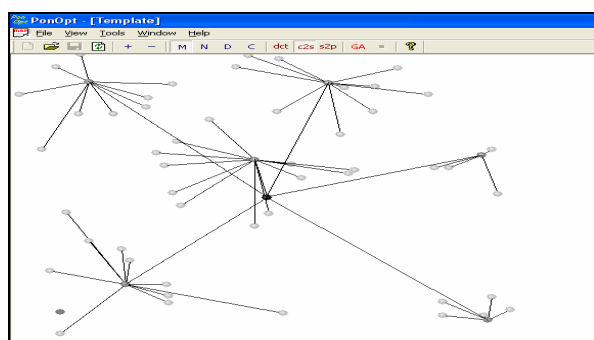 PonOpt - [Template]
File View Tools Window Help
+ - M N D C dct c2s s2p GA = ?